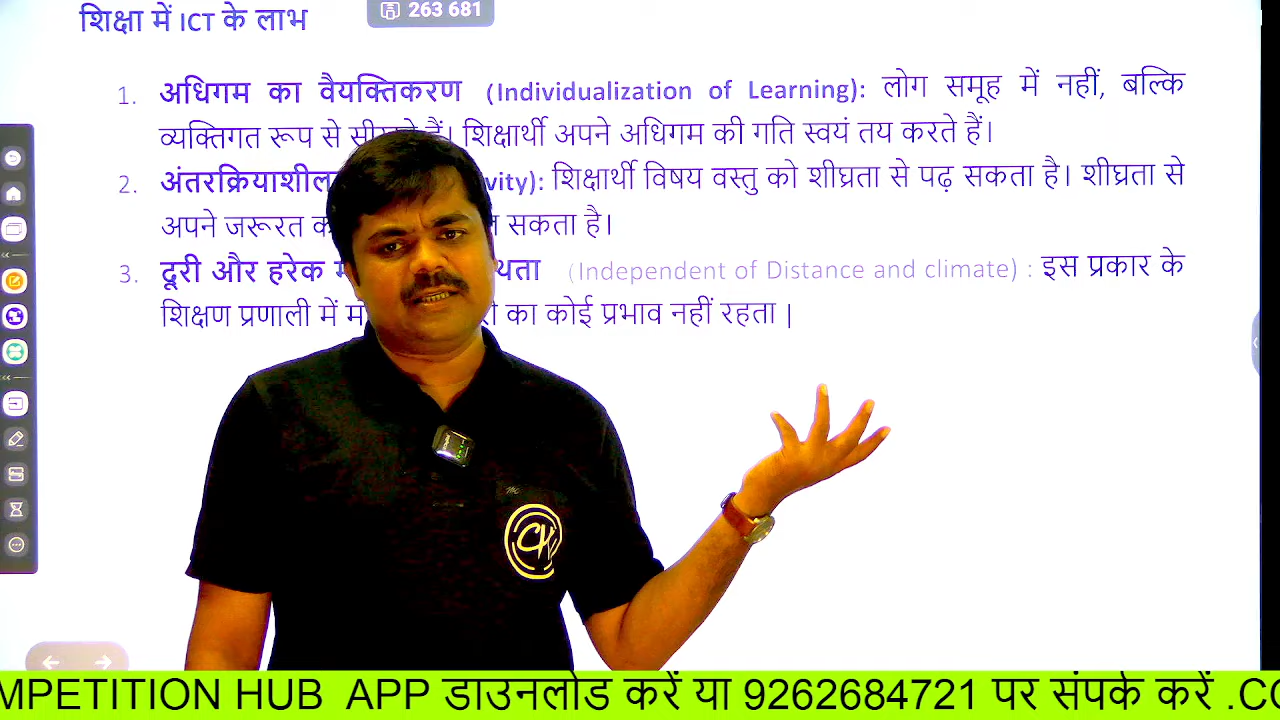 शिक्षा में ICT के लाभ
263 681
1. अधिगम का वैयक्तिकरण (Individualization of Learning): लोग समूह में नहीं, बल्कि
व्यक्तिगत रूप से हैं। शिक्षार्थी अपने अधिगम की गति स्वयं तय करते हैं।
2. अंतरक्रियाशील vity): शिक्षार्थी विषय वस्तु को शीघ्रता से पढ़ सकता है। शीघ्रता से
अपने जरूरत सकता है।
3. दूरी और हरेक (Independent of Distance and climate) : इस प्रकार के
शिक्षण प्रणाली में का कोई प्रभाव नहीं रहता |
CK
MPETITION HUB APP डाउनलोड करें या 9262684721 पर संपर्क करें .CO